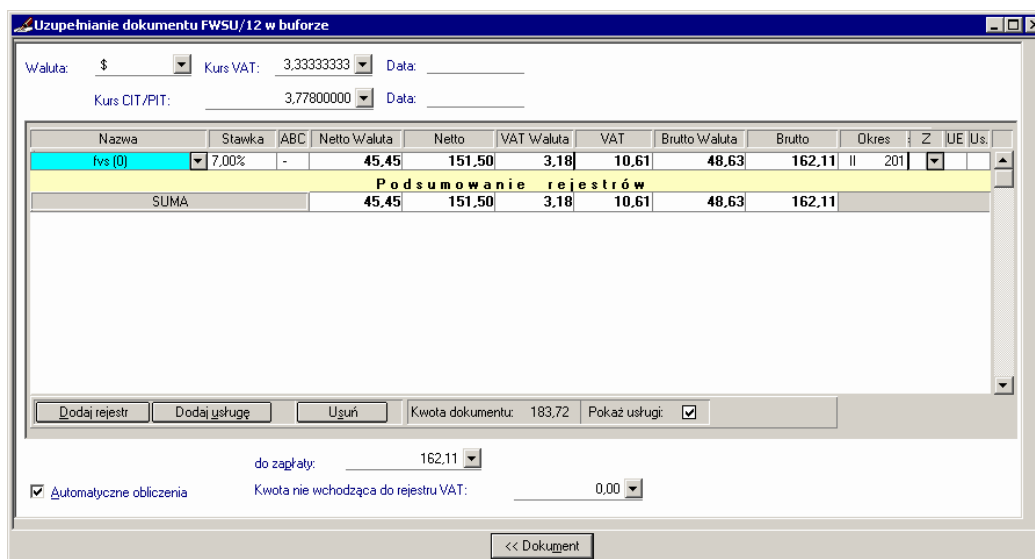 Uzupełnianie dokumentu FWSU/12 w buforze
Waluta: $ Kurs VAT: 3,33333333 Data:
Kurs CIT/PIT: 3,77800000 Data:
Nazwa Stawka ABC Netto Waluta Netto VAT Waluta VAT Brutto Waluta Brutto Okres Z UE Us.
fvs (0) 7,00% - 45,45 151,50 3,18 10,61 48,63 162,11 II 201
Podsumowanie rejestrów
SUMA 45,45 151,50 3,18 10,61 48,63 162,11
Dodaj rejestr Dodaj usługę Usuń Kwota dokumentu: 183,72 Pokaż usługi:
do zapłaty: 162,11
Automatyczne obliczenia Kwota nie wchodząca do rejestru VAT: 0,00
<< Dokument